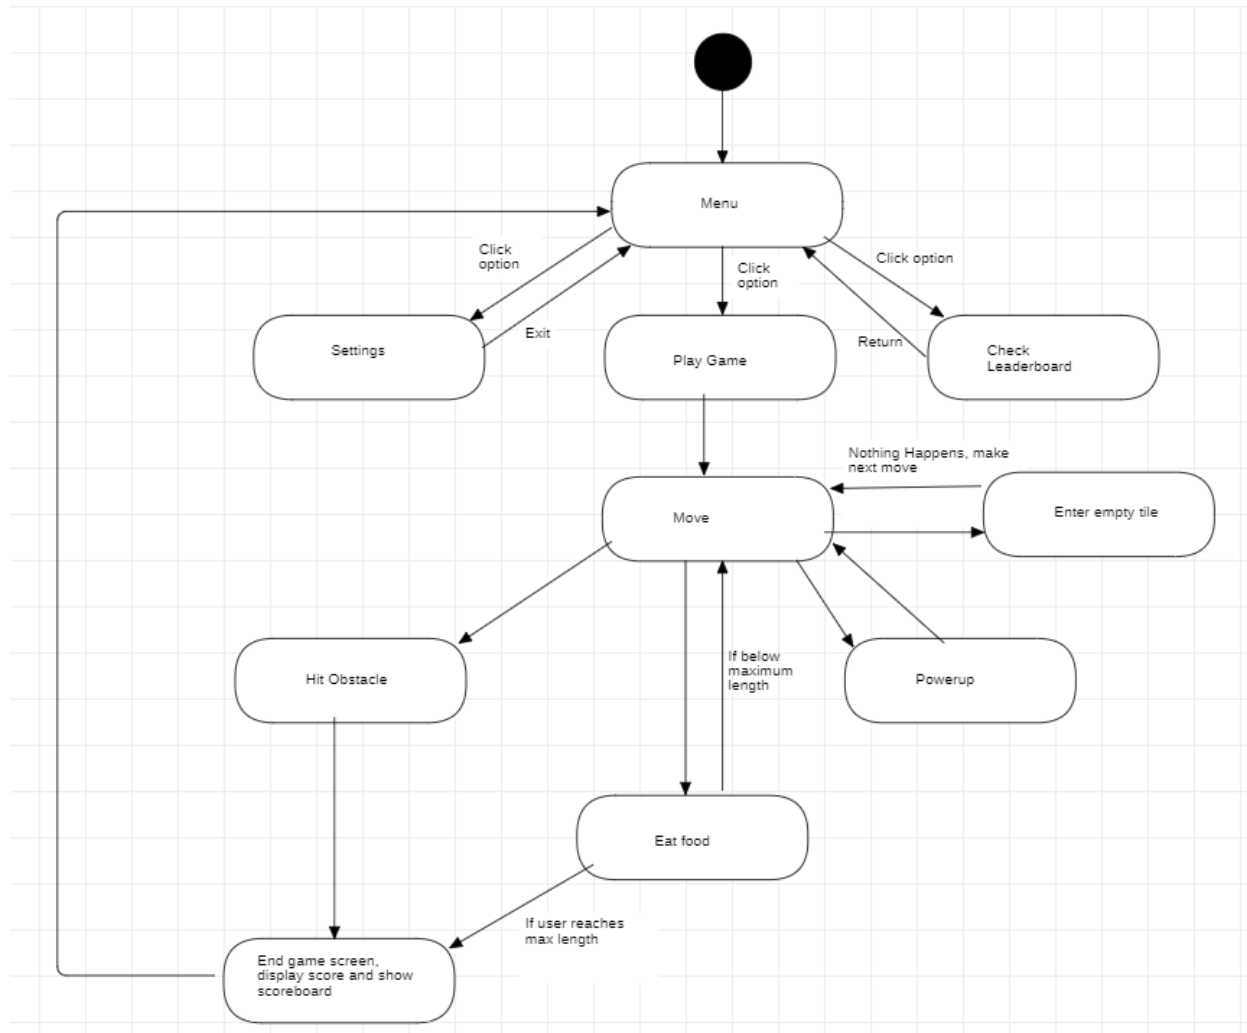 Menu
Click
option
Click
option
Click option
Exit
Return
Settings
Play Game
Check
Leaderboard
Nothing Happens, make
next move
Move
Enter empty tile
If below
maximum
length
Hit Obstacle
Powerup
Eat food
If user reaches
max length
End game screen,
display score and show
scoreboard